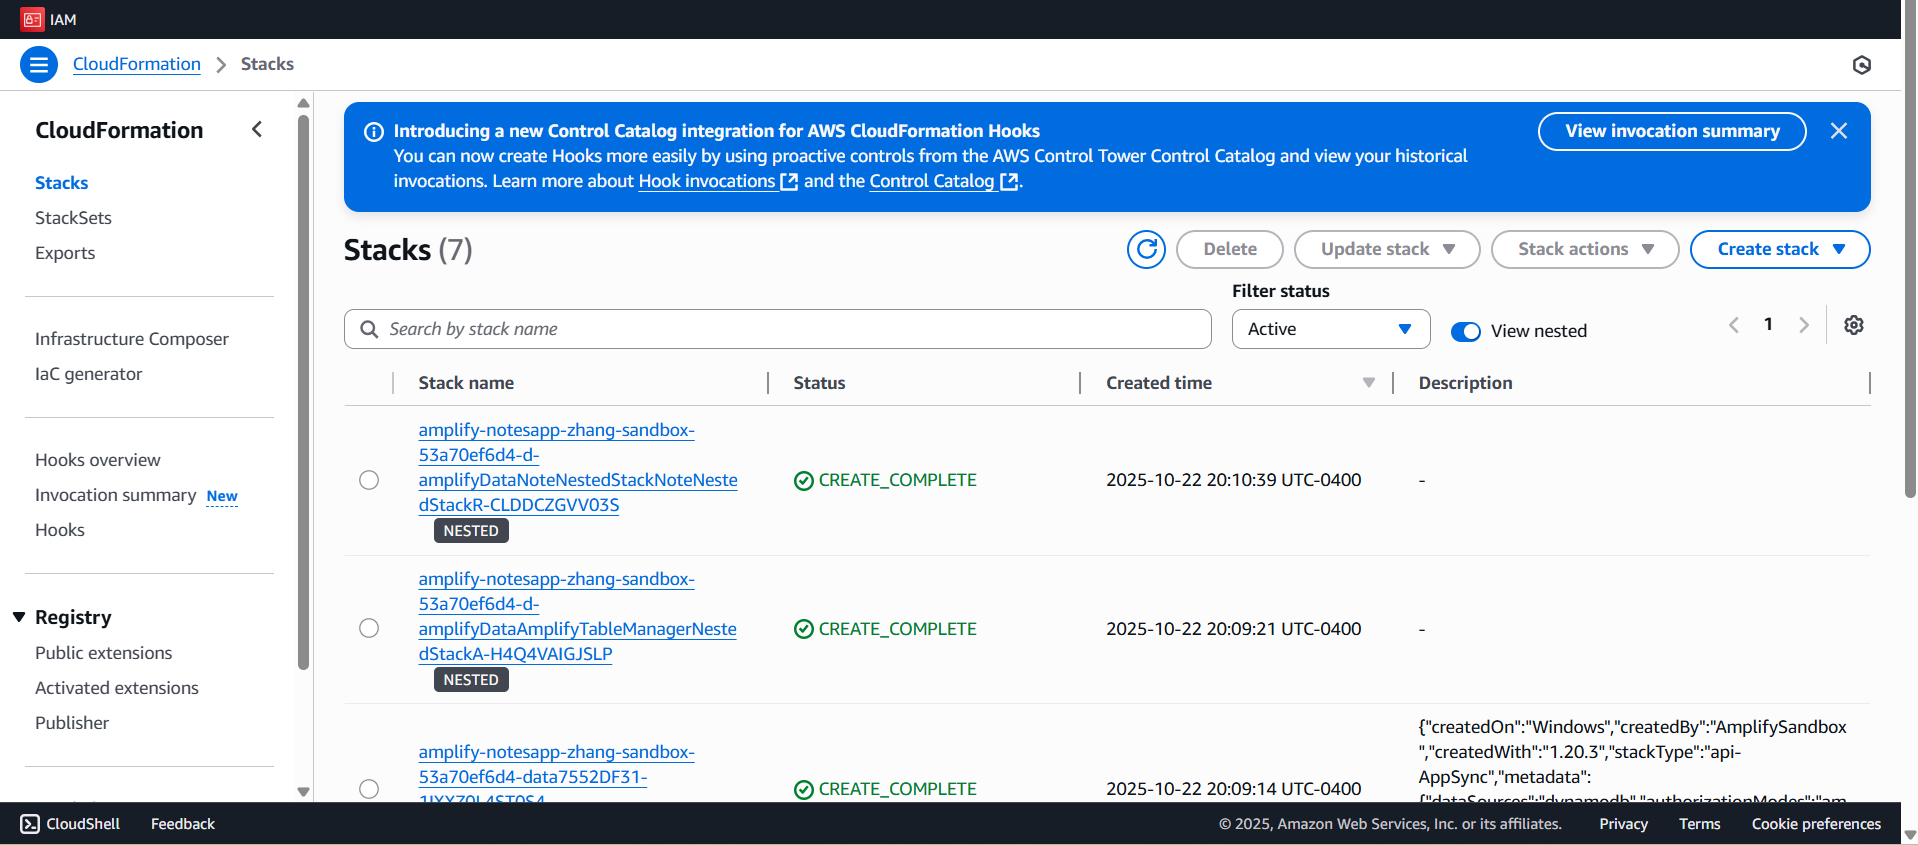 IAM
CloudFormation > Stacks
CloudFormation
Stacks
StackSets
Exports
Infrastructure Composer
IaC generator
Hooks overview
Invocation summary New
Hooks
Registry
Public extensions
Activated extensions
Publisher
Introducing a new Control Catalog integration for AWS CloudFormation Hooks
You can now create Hooks more easily by using proactive controls from the AWS Control Tower Control Catalog and view your historical
invocations. Learn more about Hook invocations and the Control Catalog .
View invocation summary
Stacks (7)
Delete
Update stack
Stack actions
Create stack
Search by stack name
Filter status
Active
View nested
1
Stack name Status Created time Description
amplify-notesapp-zhang-sandbox-
53a70ef6d4-d-
amplifyDataNoteNestedStackNoteNeste
dStackR-CLDDCZGVV03S
NESTED
CREATE_COMPLETE
2025-10-22 20:10:39 UTC-0400
-
amplify-notesapp-zhang-sandbox-
53a70ef6d4-d-
amplifyDataAmplifyTableManagerNeste
dStackA-H4Q4VAIGJSLP
NESTED
CREATE_COMPLETE
2025-10-22 20:09:21 UTC-0400
-
amplify-notesapp-zhang-sandbox-
53a70ef6d4-data7552DF31-
CREATE_COMPLETE
2025-10-22 20:09:14 UTC-0400
{"createdOn":"Windows","createdBy":"AmplifySandbox
","createdWith":"1.20.3","stackType":"api-
AppSync","metadata":
{"dataSources":"dynamodb","authorizationModes":"am
CloudShell
Feedback
© 2025, Amazon Web Services, Inc. or its affiliates.
Privacy
Terms
Cookie preferences